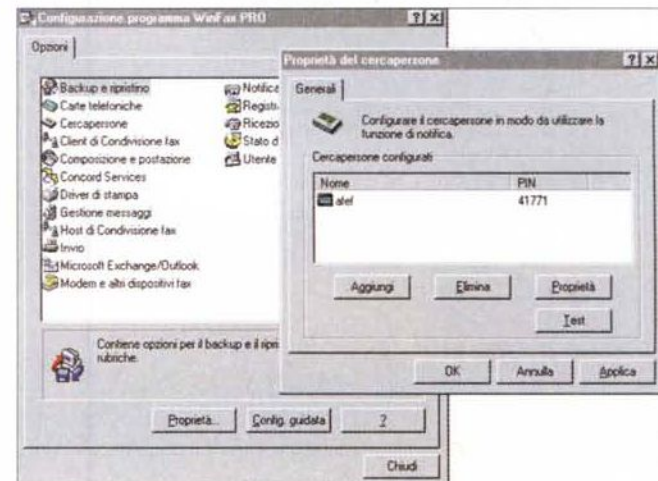 Configurazione programma WinFax PRO
Opzioni
Backup e ripristino
Carte telefoniche
Cercapersone
Client di Condivisione fax
Composizione e postazione
Concord Services
Driver di stampa
Gestione messaggi
Host di Condivisione fax
Invio
Microsoft Exchange/Outlook
Modem e altri dispositivi fax
Notifica
Registr
Ricezio
Stato d
Utente
Contiene opzioni per il backup e il ripri
rubriche.
Proprietà...
Config. guidata
?
Chiudi
Proprietà del cercapersone
Generali
Configurare il cercapersone in modo da utilizzare la
funzione di notifica.
Cercapersone configurati
Nome PIN
atef 41771
Aggiungi
Elimina
Proprietà
Test
OK
Annulla
Applica